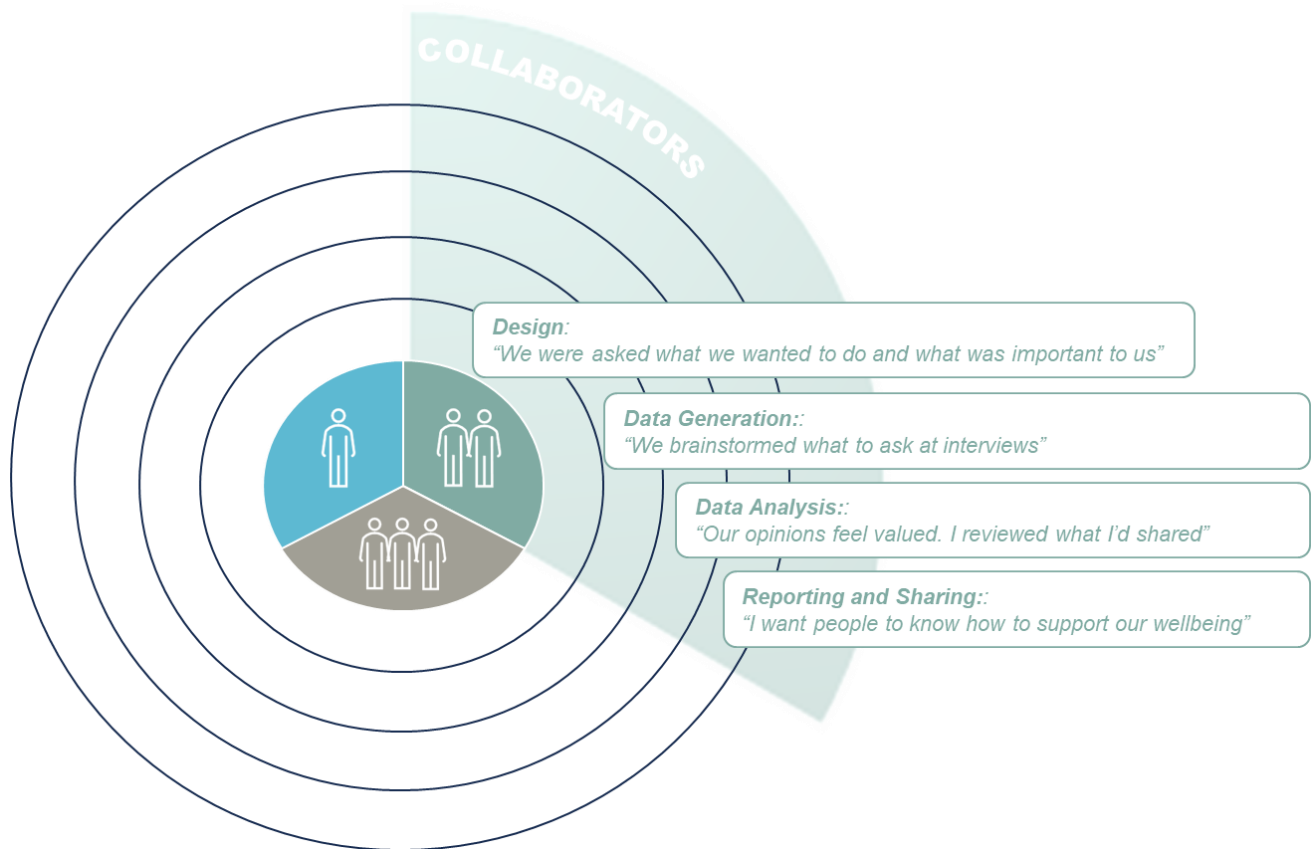 COLLABORATORS
Design:
“We were asked what we wanted to do and what was important to us”
Data Generation::
“We brainstormed what to ask at interviews”
Data Analysis::
“Our opinions feel valued. I reviewed what I’d shared”
Reporting and Sharing::
“I want people to know how to support our wellbeing”